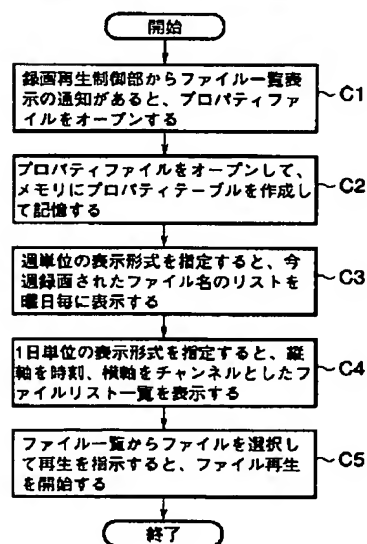 開始
録画再生制御部からファイル一覧表
示の通知があると、プロパティファ
イルをオープンする
C1
プロパティファイルをオープンして、
メモリにプロパティテーブルを作成し
て記憶する
C2
週単位の表示形式を指定すると、今
週録画されたファイル名のリストを
曜日毎に表示する
C3
1日単位の表示形式を指定すると、縦
軸を時刻、横軸をチャンネルとしたフ
ァイルリスト一覧を表示する
C4
ファイル一覧からファイルを選択し
て再生を指示すると、ファイル再生
を開始する
C5
終了